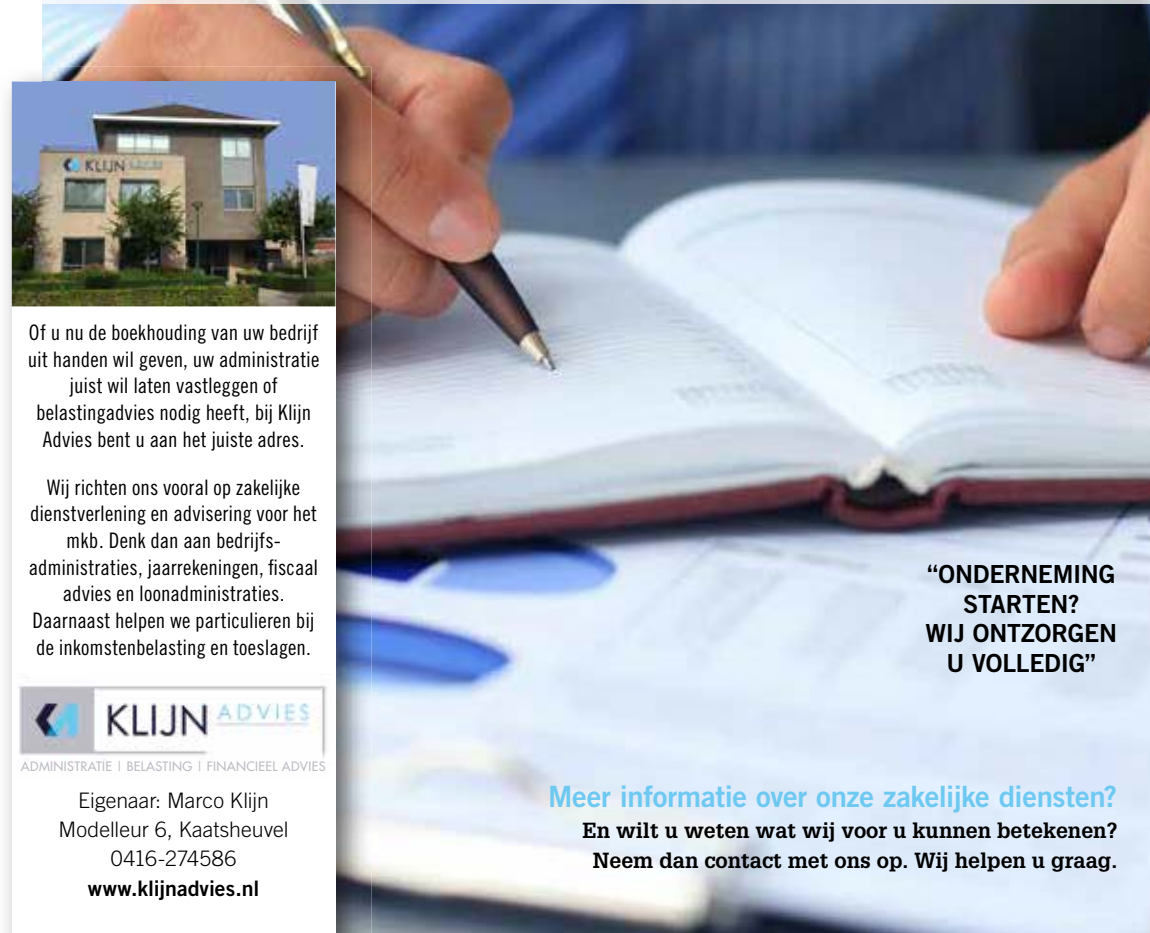 KLIJN ADVIES
Of u nu de boekhouding van uw bedrijf
uit handen wil geven, uw administratie
juist wil laten vastleggen of
belastingadvies nodig heeft, bij Klijn
Advies bent u aan het juiste adres.
Wij richten ons vooral op zakelijke
dienstverlening en advisering voor het
mkb. Denk dan aan bedrijfs-
administraties, jaarrekeningen, fiscaal
advies en loonadministraties.
Daarnaast helpen we particulieren bij
de inkomstenbelasting en toeslagen.
KLIJN ADVIES
ADMINISTRATIE | BELASTING | FINANCIEEL ADVIES
Eigenaar: Marco Klijn
Modelleur 6, Kaatsheuvel
0416-274586
www.klijnadvies.nl
“ONDERNEMING
STARTEN?
WIJ ONTZORGEN
U VOLLEDIG”
Meer informatie over onze zakelijke diensten?
En wilt u weten wat wij voor u kunnen betekenen?
Neem dan contact met ons op. Wij helpen u graag.